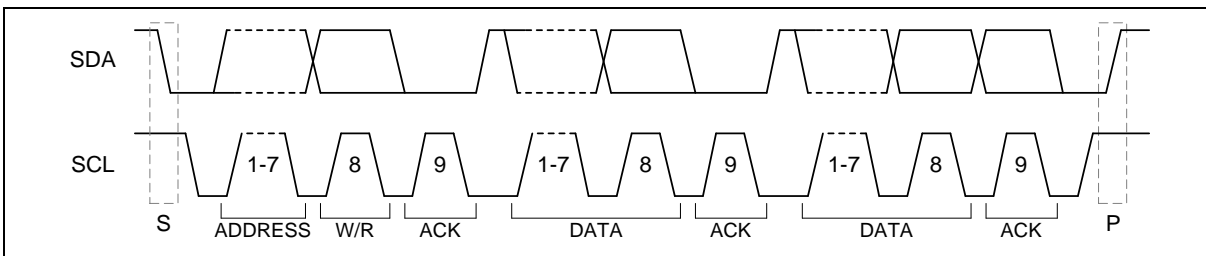 SDA
SCL
1-7 8 9 1-7 8 9 1-7 8 9
S ADDRESS W/R ACK DATA ACK DATA ACK P